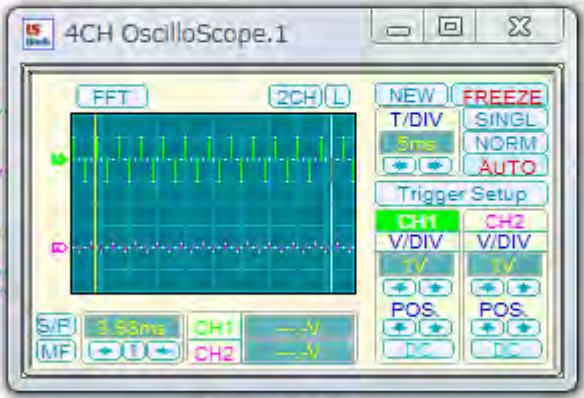 4CH OscilloScope.1
FFT 2CH L NEW FREEZE
T/DIV SINGL
5ms NORM
AUTO
Trigger Setup
CH1 CH2
V/DIV V/DIV
1V 1V
POS. POS.
S/P 3.93ms CH1 ---.-V
MF 1 CH2 ---.-V
DC DC